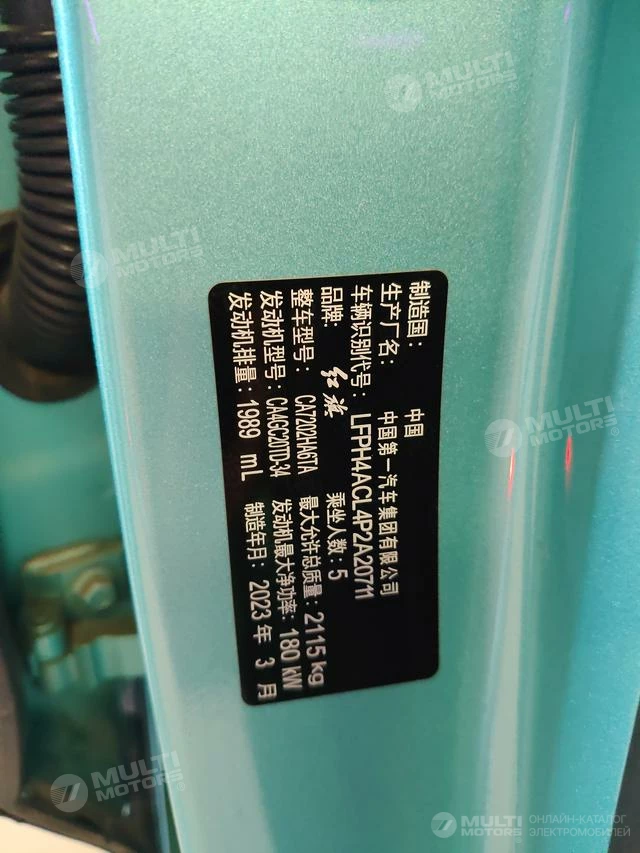 制造国： 中国
生产厂名： 中国第一汽车集团有限公司
车辆识别代号： LFPH4ACL4P2A20711
品牌： 红旗 乘坐人数：5
整车型号： CA7202HA6TA 最大允许总质量：2115 kg
发动机型号：CA4GC20TD-34 发动机最大净功率：180 kW
发动机排量：1989 mL 制造年月：2023 年 3 月
MULTI MOTORS
MULTI MOTORS
MULTI MOTORS
MULTI MOTORS
MULTI MOTORS ОНЛАЙН-КАТАЛОГ ЭЛЕКТРОМОБИЛЕЙ